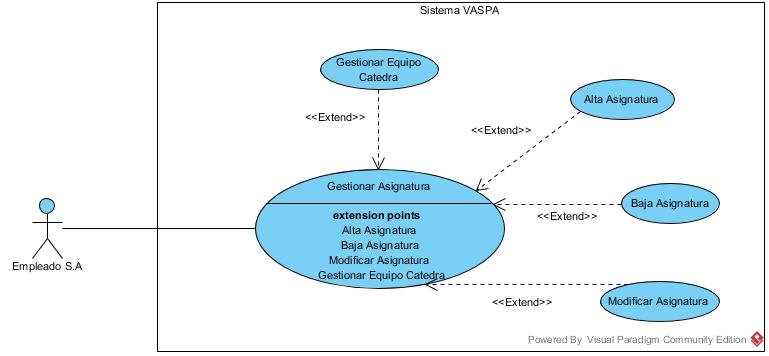 Sistema VASPA
Gestionar Equipo
Catedra
<<Extend>>
Alta Asignatura
<<Extend>>
Gestionar Asignatura
extension points
Alta Asignatura
Baja Asignatura
Modificar Asignatura
Gestionar Equipo Catedra
Baja Asignatura
<<Extend>>
Empleado S.A
<<Extend>>
Modificar Asignatura
Powered By Visual Paradigm Community Edition